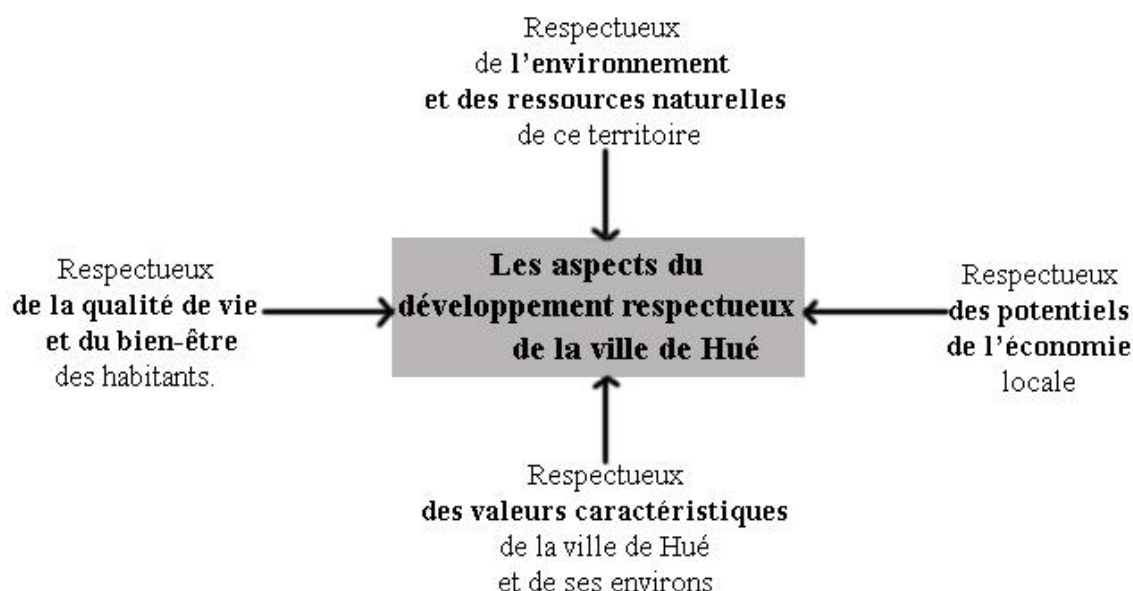 Respectueux
de l'environnement
et des ressources naturelles
de ce territoire
Respectueux
de la qualité de vie
et du bien-être
des habitants.
Les aspects du
développement respectueux
de la ville de Hué
Respectueux
des potentiels
de l'économie
locale
Respectueux
des valeurs caractéristiques
de la ville de Hué
et de ses environs